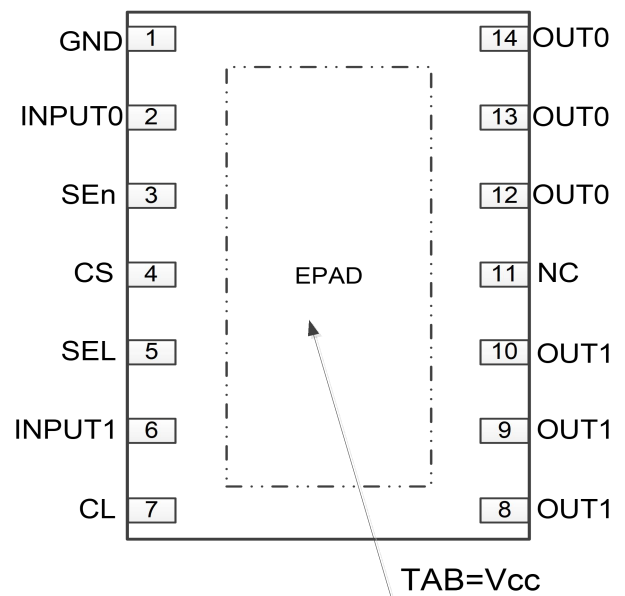 GND 1 14 OUT0
INPUT0 2 13 OUT0
SEn 3 12 OUT0
CS 4 EPAD 11 NC
SEL 5 10 OUT1
INPUT1 6 9 OUT1
CL 7 8 OUT1
TAB=Vcc